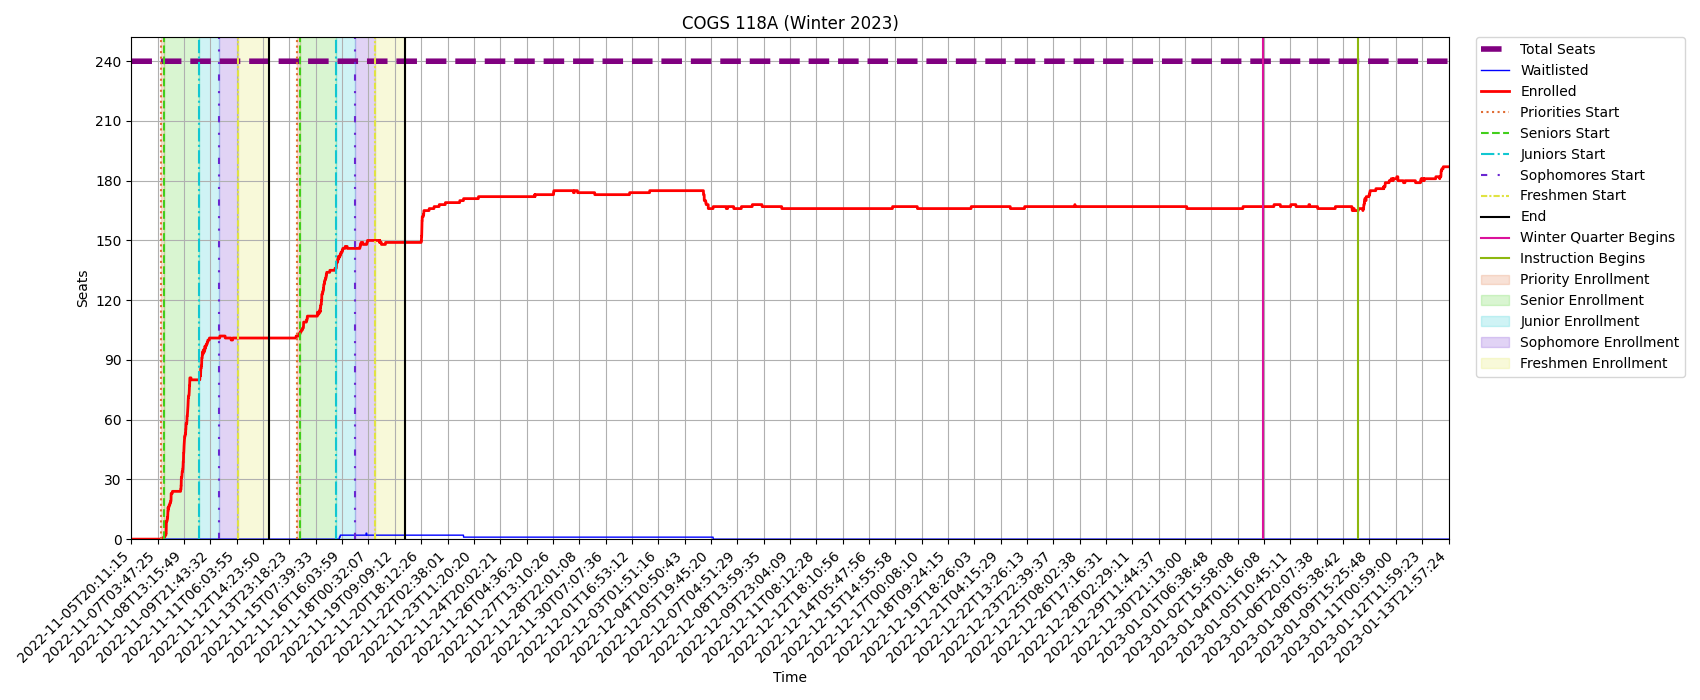 COGS 118A (Winter 2023)
Seats
240
210
180
150
120
90
60
30
0
2022-11-05T20:11:15
2022-11-07T03:47:25
2022-11-08T13:15:49
2022-11-09T21:43:32
2022-11-11T06:03:55
2022-11-12T14:23:50
2022-11-13T23:18:23
2022-11-15T07:39:33
2022-11-16T16:03:59
2022-11-18T00:32:07
2022-11-19T09:09:12
2022-11-20T18:12:26
2022-11-22T02:38:01
2022-11-23T11:20:20
2022-11-24T20:02:21
2022-11-26T04:36:20
2022-11-27T13:10:26
2022-11-28T22:01:08
2022-11-30T07:07:36
2022-12-01T16:53:12
2022-12-03T01:51:16
2022-12-04T10:50:43
2022-12-05T19:45:20
2022-12-07T04:51:29
2022-12-08T13:59:35
2022-12-09T23:04:09
2022-12-11T08:12:28
2022-12-12T18:10:56
2022-12-14T05:47:56
2022-12-15T14:55:58
2022-12-17T00:08:10
2022-12-18T09:24:15
2022-12-19T18:26:03
2022-12-21T04:15:29
2022-12-22T13:26:13
2022-12-23T22:39:37
2022-12-25T08:02:38
2022-12-26T17:16:31
2022-12-28T02:29:11
2022-12-29T11:44:37
2022-12-30T21:13:00
2023-01-01T06:38:48
2023-01-02T15:58:08
2023-01-04T01:16:08
2023-01-05T10:45:11
2023-01-06T20:07:38
2023-01-08T05:38:42
2023-01-09T15:25:48
2023-01-11T00:59:00
2023-01-12T11:59:23
2023-01-13T21:57:24
Time
Total Seats
Waitlisted
Enrolled
Priorities Start
Seniors Start
Juniors Start
Sophomores Start
Freshmen Start
End
Winter Quarter Begins
Instruction Begins
Priority Enrollment
Senior Enrollment
Junior Enrollment
Sophomore Enrollment
Freshmen Enrollment